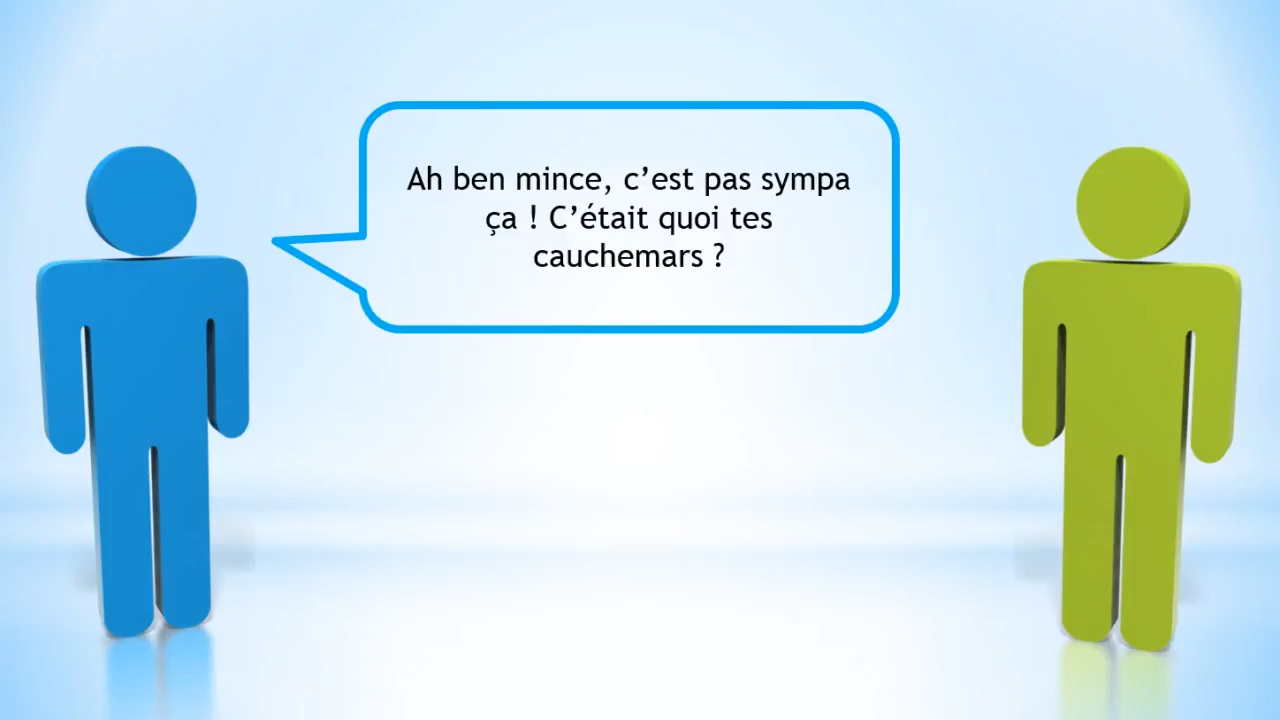 Ah ben mince, c’est pas sympa
ça ! C’était quoi tes
cauchemars ?